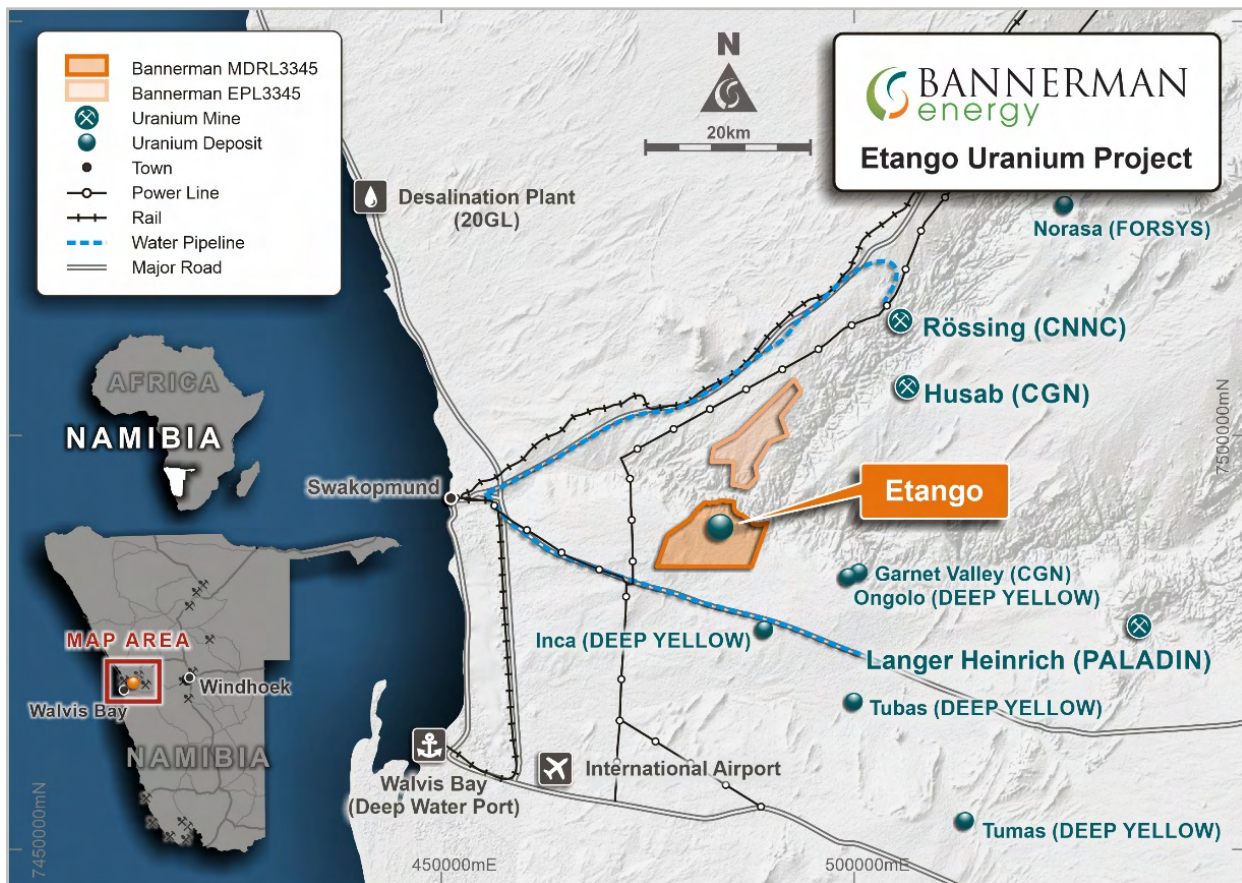 Bannerman MDRL3345
Bannerman EPL3345
Uranium Mine
Uranium Deposit
Town
Power Line
Rail
Water Pipeline
Major Road
N
20km
BANNERMAN
energy
Etango Uranium Project
Desalination Plant
(20GL)
Norasa (FORSYS)
Rössing (CNNC)
Husab (CGN)
7500000mN
AFRICA
NAMIBIA
Swakopmund
Etango
Garnet Valley (CGN)
Ongolo (DEEP YELLOW)
Inca (DEEP YELLOW)
Langer Heinrich (PALADIN)
Tubas (DEEP YELLOW)
MAP AREA
Windhoek
Walvis Bay
NAMIBIA
Walvis Bay
(Deep Water Port)
International Airport
Tumas (DEEP YELLOW)
7450000mN
450000mE
500000mE